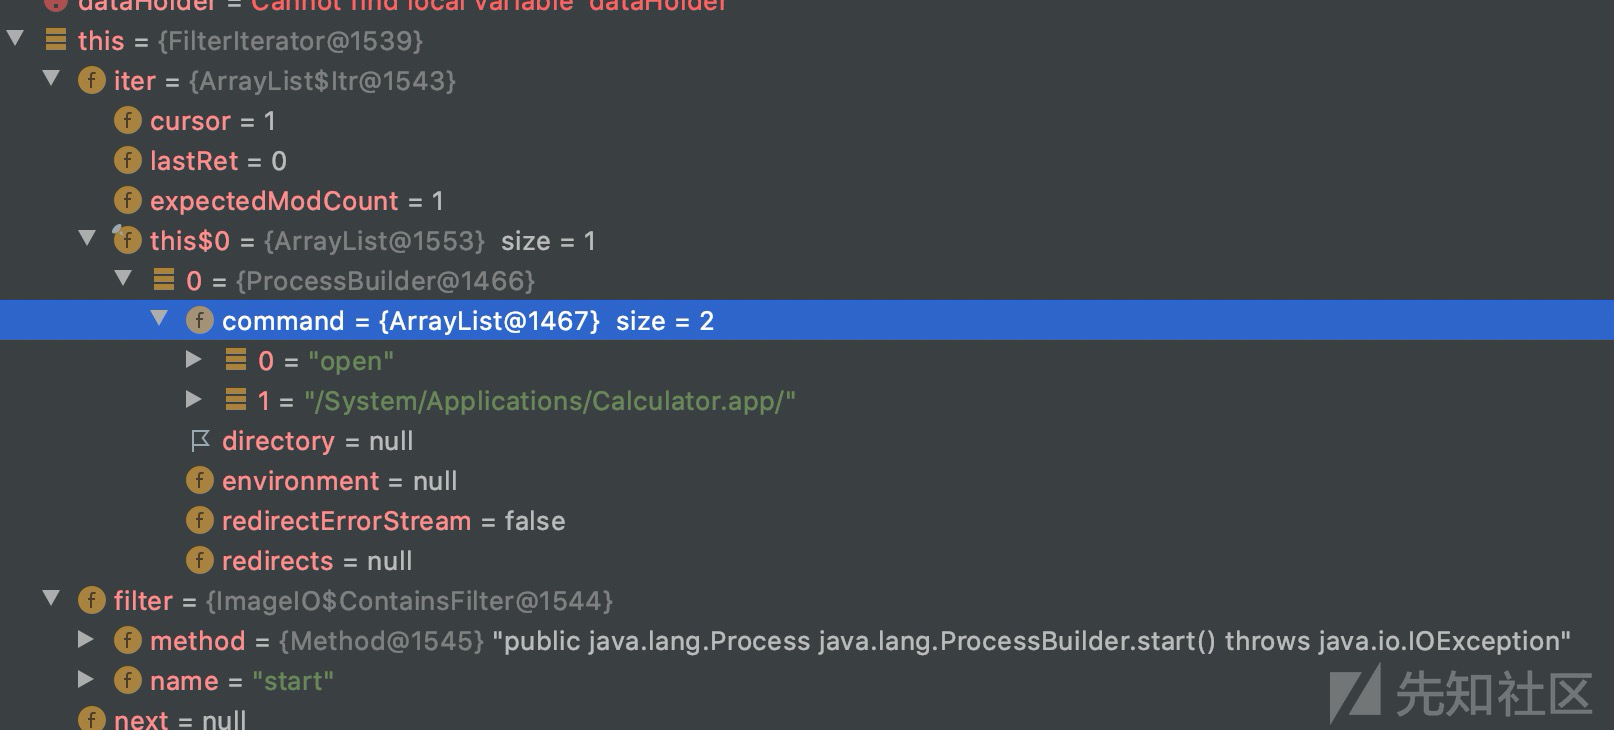 dataHolder = Cannot find local variable 'dataHolder'
this = {FilterIterator@1539}
iter = {ArrayList$Itr@1543}
cursor = 1
lastRet = 0
expectedModCount = 1
this$0 = {ArrayList@1553} size = 1
0 = {ProcessBuilder@1466}
command = {ArrayList@1467} size = 2
0 = "open"
1 = "/System/Applications/Calculator.app/"
directory = null
environment = null
redirectErrorStream = false
redirects = null
filter = {ImageIO$ContainsFilter@1544}
method = {Method@1545} "public java.lang.Process java.lang.ProcessBuilder.start() throws java.io.IOException"
name = "start"
next = null
先知社区